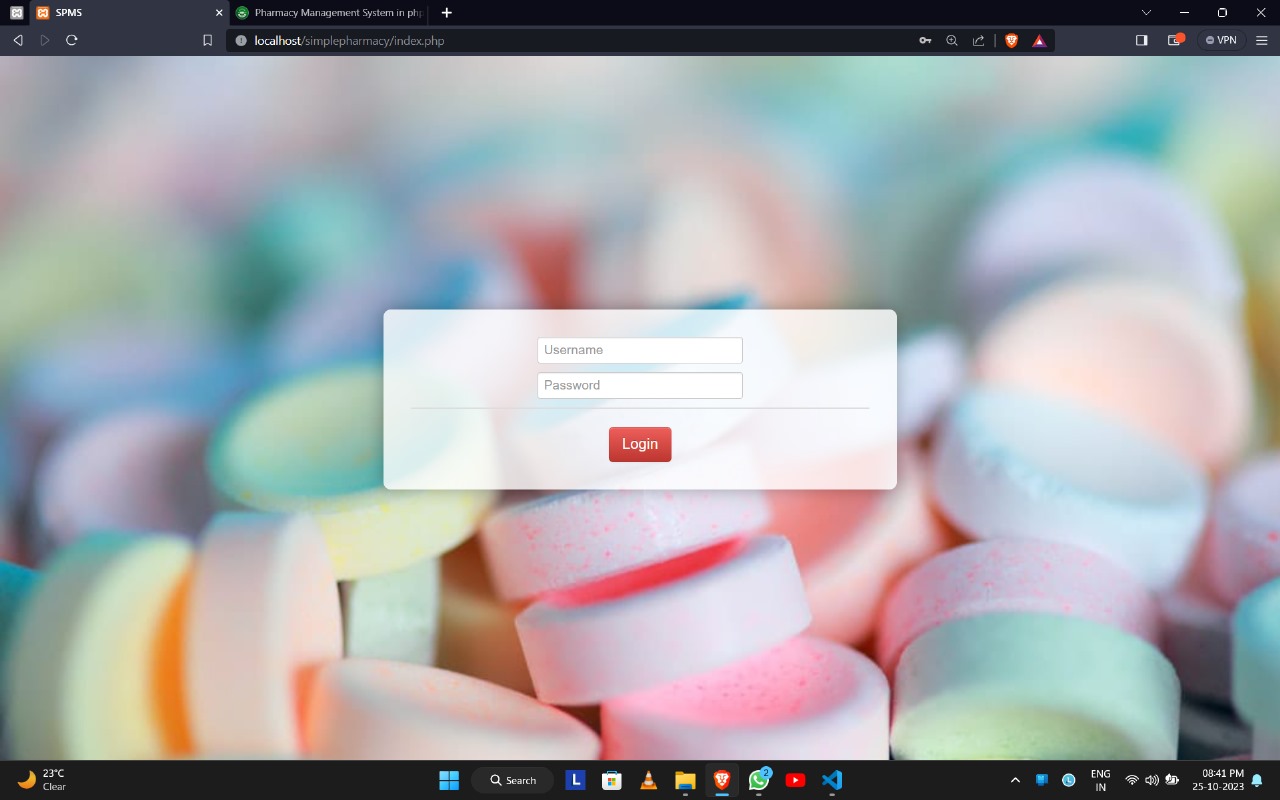 SPMS
Pharmacy Management System in php
localhost/simplepharmacy/index.php
VPN
Username
Password
Login
23°C
Clear
Search
L
2
ENG
IN
08:41 PM
25-10-2023